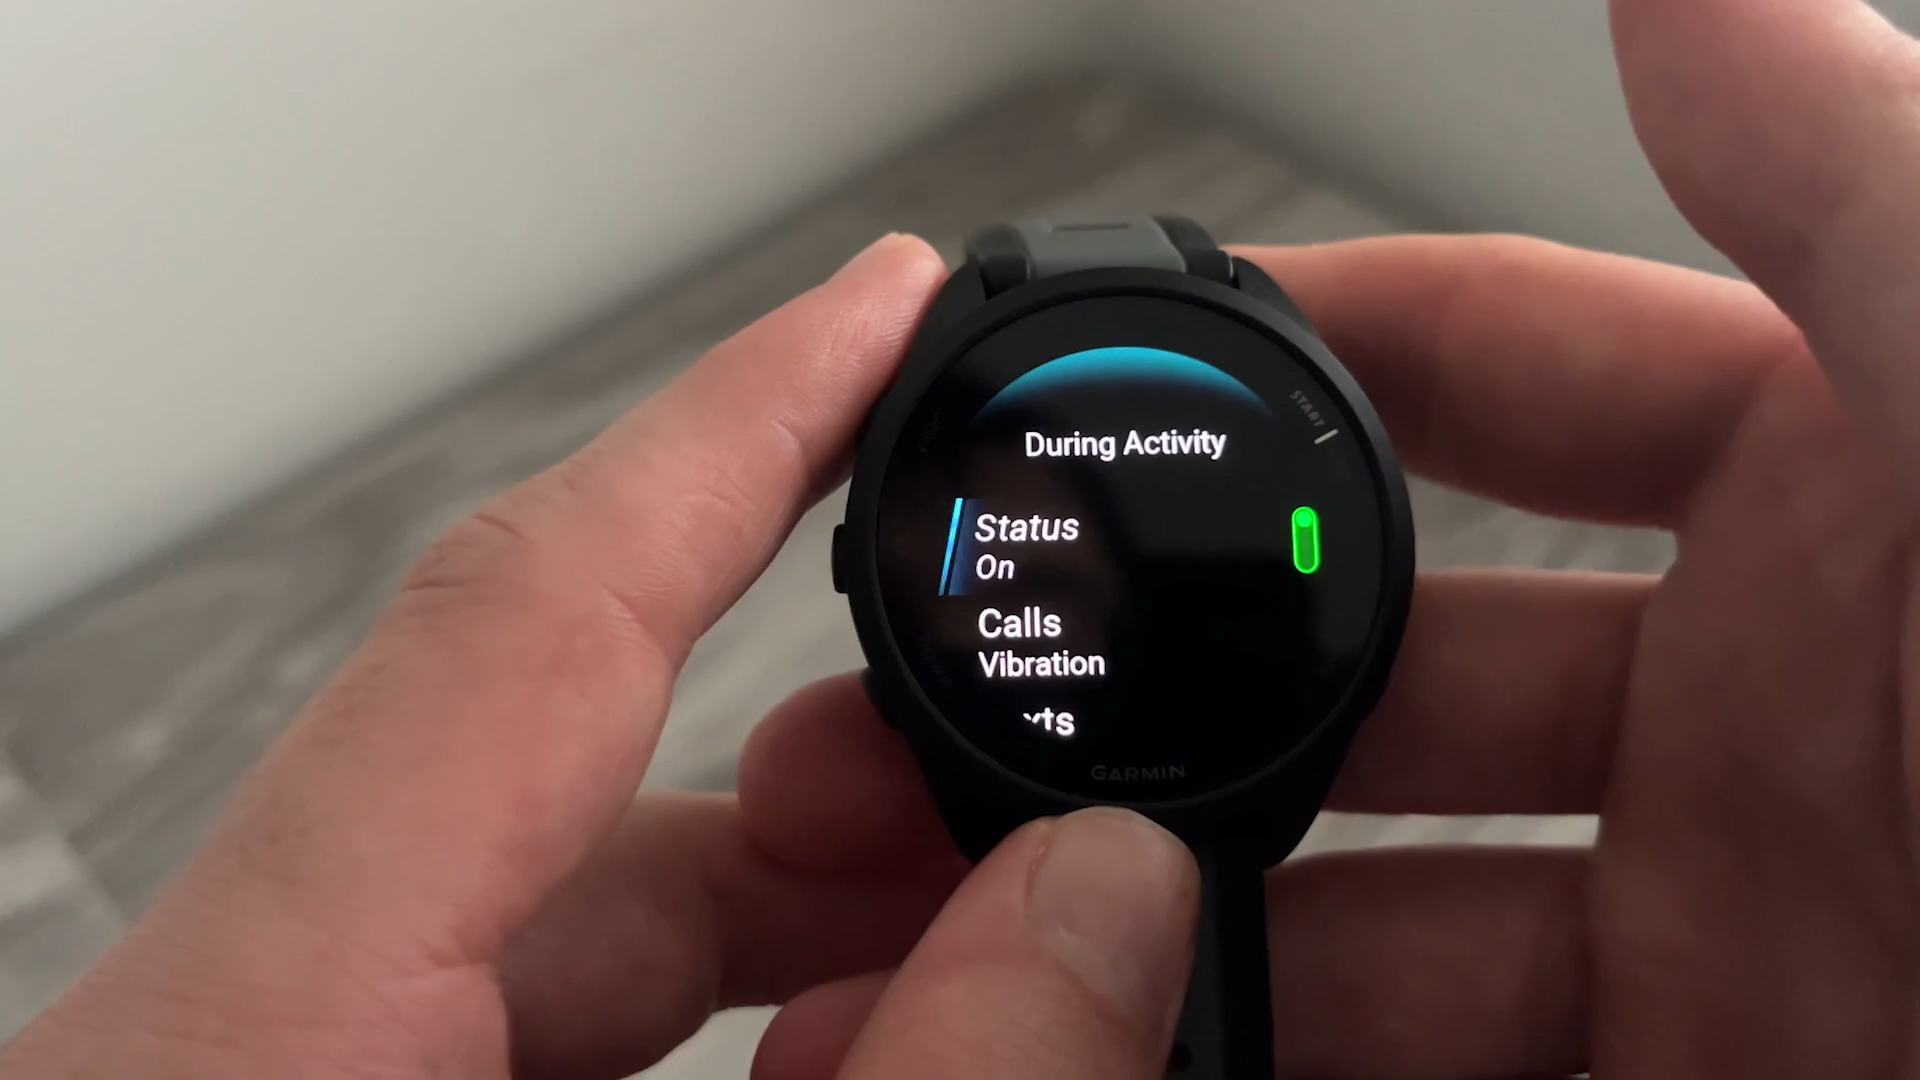 START
During Activity
Status
On
Calls
Vibration
GARMIN